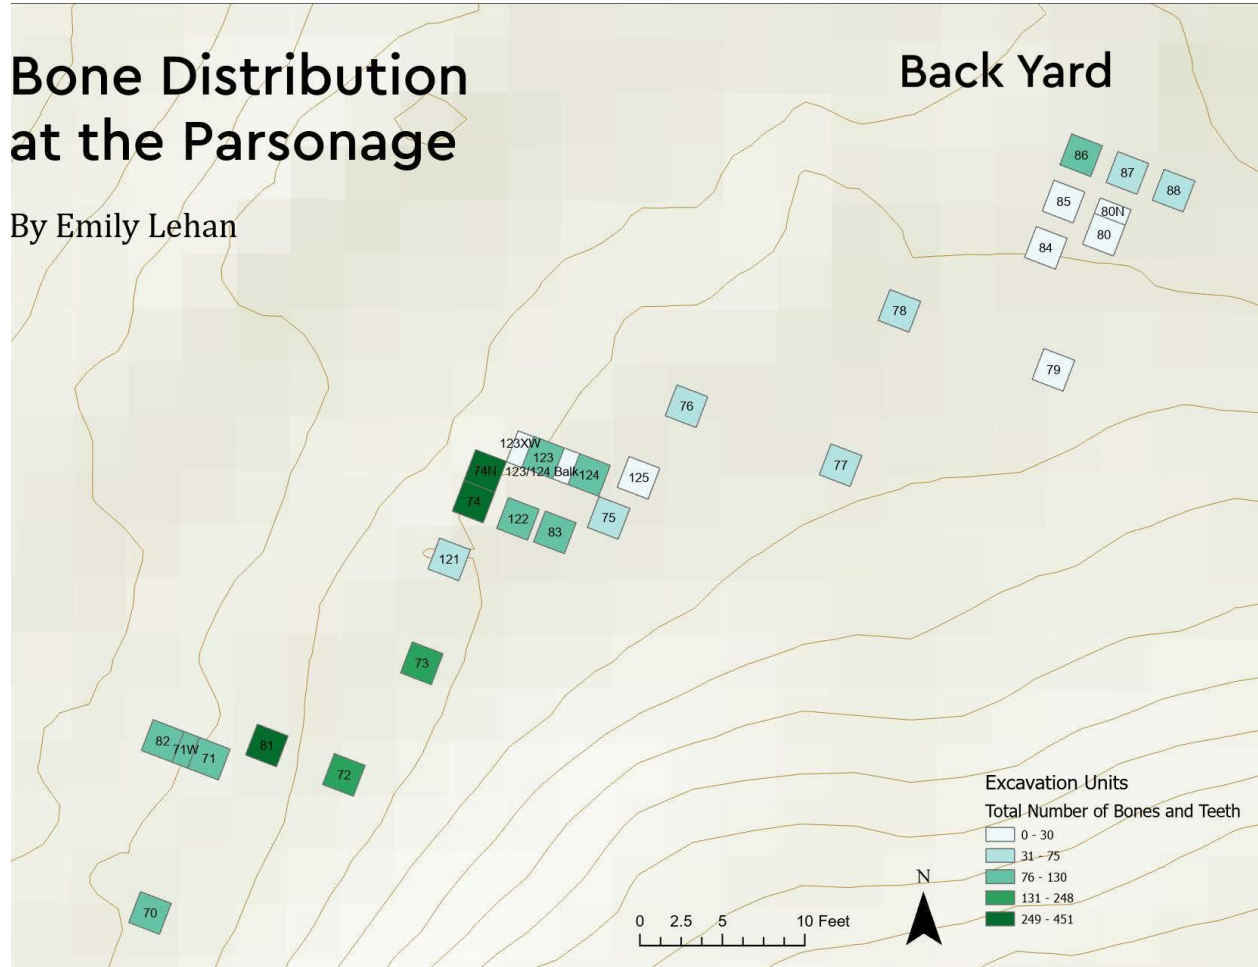 Bone Distribution
at the Parsonage
By Emily Lehan
Back Yard
86
87
88
85
80N
80
84
78
79
76
77
123XW
123
74N
123/124 Balk
124
125
74
122
83
75
121
73
82
71W
71
81
72
70
Excavation Units
Total Number of Bones and Teeth
0 - 30
31 - 75
76 - 130
131 - 248
249 - 451
N
0 2.5 5 10 Feet